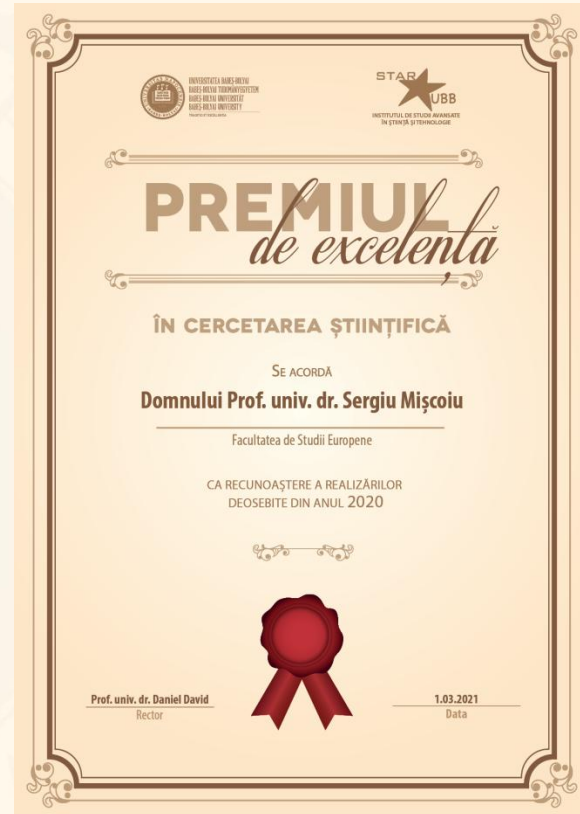 UNIVERSITATEA BABEȘ-BOLYAI
BABEȘ-BOLYAI TUDOMÁNYEGYETEM
BABEȘ-BOLYAI UNIVERSITÄT
BABEȘ-BOLYAI UNIVERSITY
STAR
UBB
INSTITUTUL DE STUDII AVANSATE
ÎN ȘTIINȚĂ ȘI TEHNOLOGIE
PREMIUL
de excelență
ÎN CERCETAREA ȘTIINȚIFICĂ
SE ACORDĂ
Domnului Prof. univ. dr. Sergiu Mișcoiu
Facultatea de Studii Europene
CA RECUNOAȘTERE A REALIZĂRILOR
DEOSEBITE DIN ANUL 2020
Prof. univ. dr. Daniel David
Rector
1.03.2021
Data